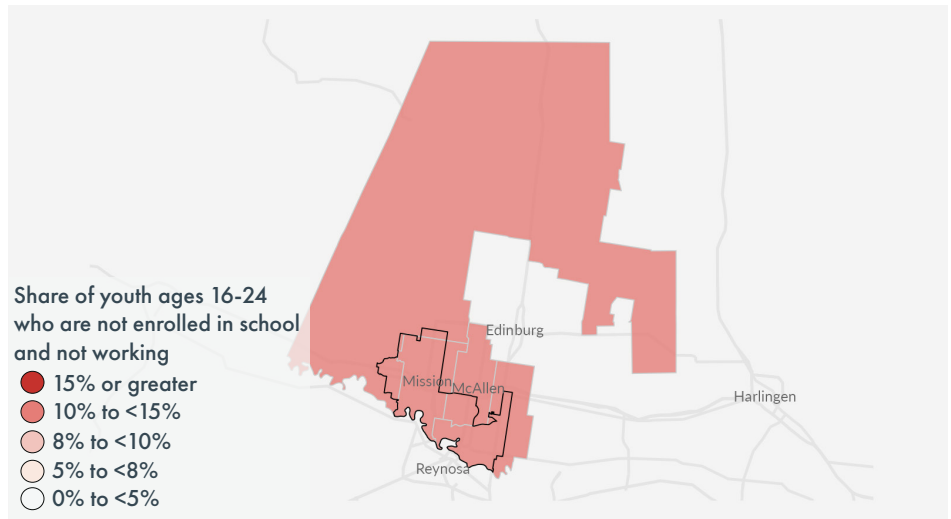 Edinburg
Mission
McAllen
Harlingen
Reynosa
Share of youth ages 16-24
who are not enrolled in school
and not working
15% or greater
10% to <15%
8% to <10%
5% to <8%
0% to <5%